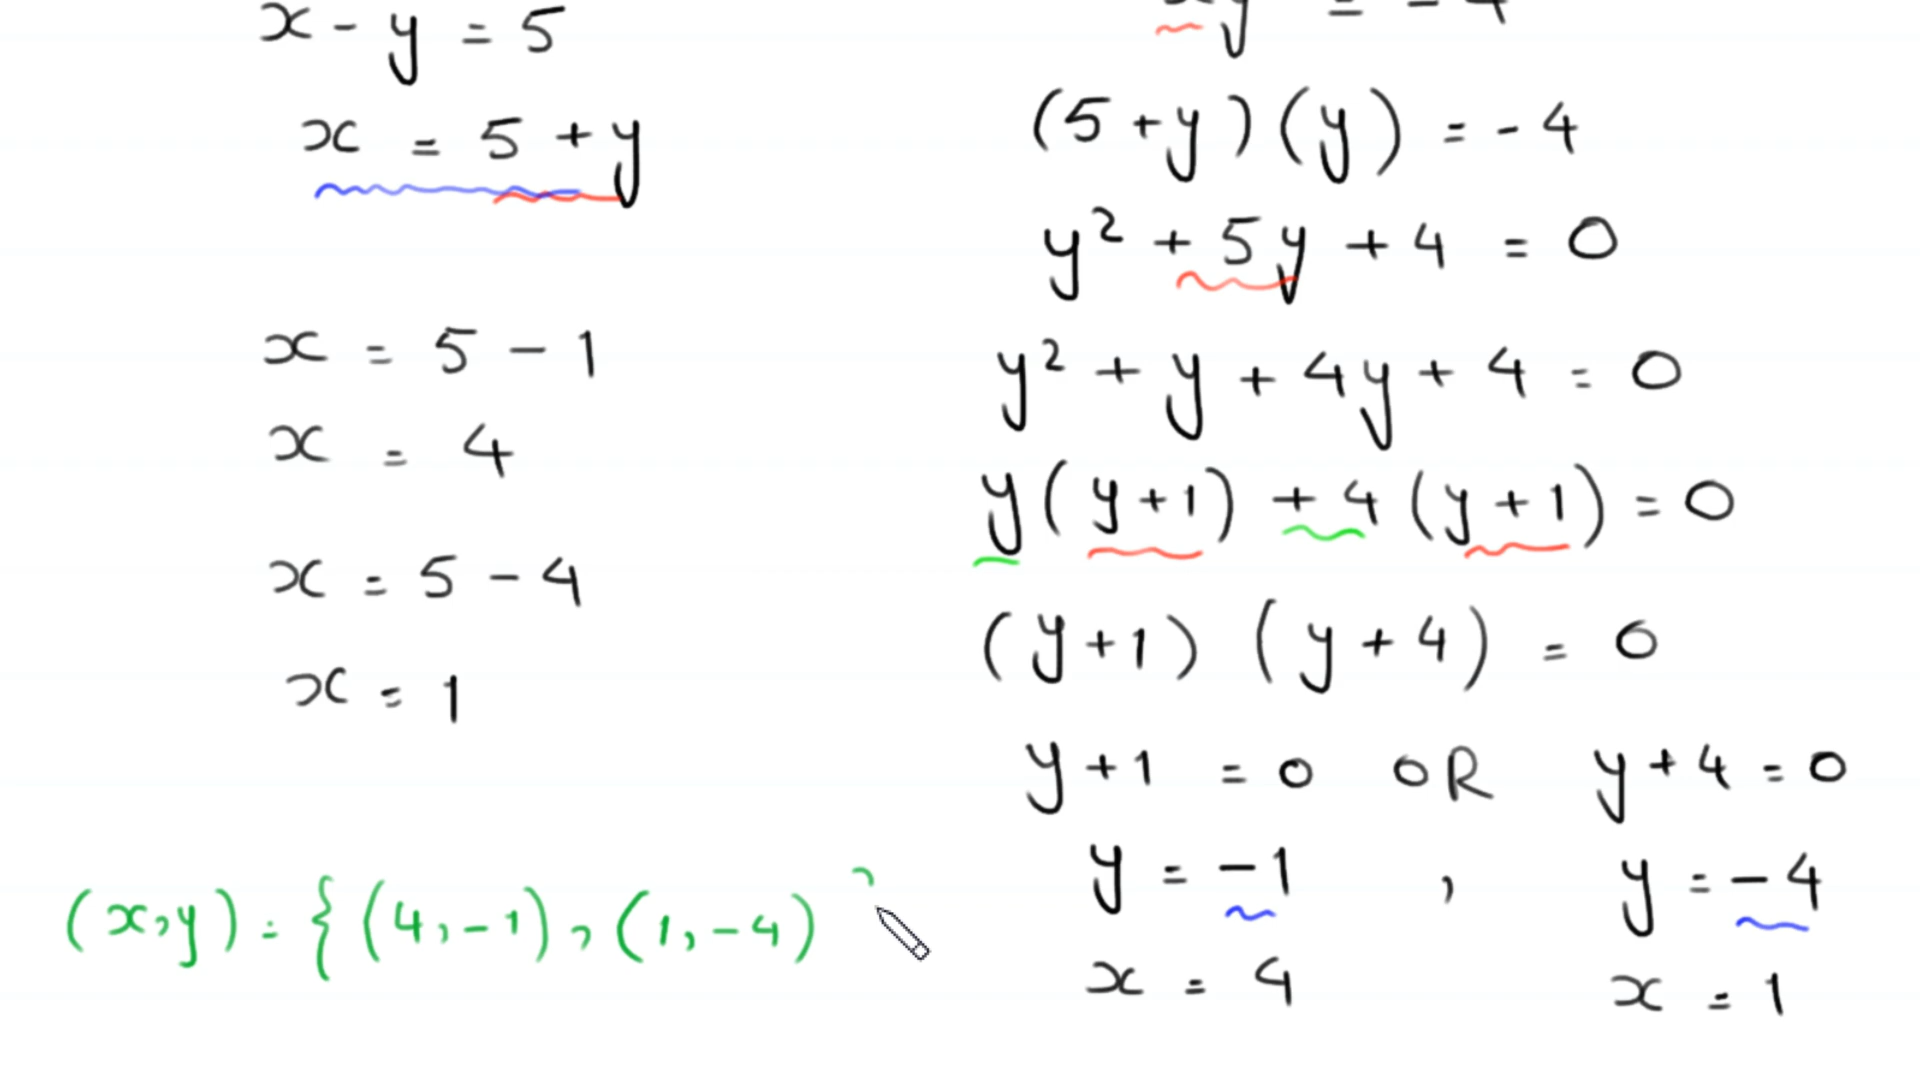 x - y = 5
x = 5 + y
x = 5 - 1
x = 4
x = 5 - 4
x = 1
(x, y) = { (4, -1), (1, -4)
y = - 4
(5 + y) (y) = - 4
y² + 5y + 4 = 0
y² + y + 4y + 4 = 0
y (y + 1) + 4 (y + 1) = 0
(y + 1) (y + 4) = 0
y + 1 = 0 OR y + 4 = 0
y = - 1 , y = - 4
x = 4 x = 1